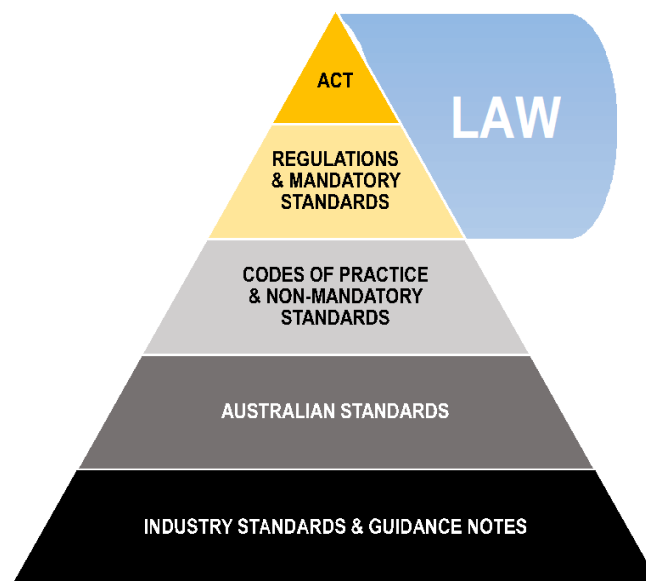 ACT
LAW
REGULATIONS
& MANDATORY
STANDARDS
CODES OF PRACTICE
& NON-MANDATORY
STANDARDS
AUSTRALIAN STANDARDS
INDUSTRY STANDARDS & GUIDANCE NOTES